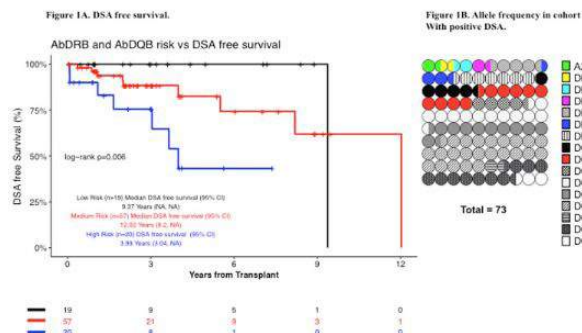 Figure 1A. DSA free survival.
AbDRB and AbDQB risk vs DSA free survival
DSA free Survival (%)
100%
75%
50%
25%
0%
log-rank p=0.006
Low Risk (n=19) Median DSA free survival (95% CI)
9.37 Years (NA, NA)
Medium Risk (n=57) Median DSA free survival (95% CI)
12.02 Years (8.2, NA)
High Risk (n=20) DSA free survival (95% CI)
3.99 Years (3.04, NA)
0 3 6 9 12
Years from Transplant
19 9 5 1 0
57 21 9 3 1
20 8 1 0 0
Figure 1B. Allele frequency in cohort
With positive DSA.
Total = 73